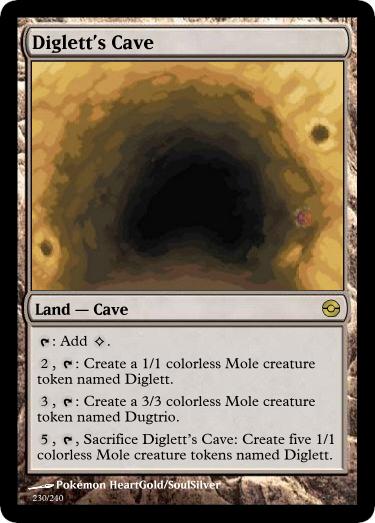 Diglett's Cave
Land — Cave
: Add .
2 , : Create a 1/1 colorless Mole creature
token named Diglett.
3 , : Create a 3/3 colorless Mole creature
token named Dugtrio.
5 , , Sacrifice Diglett's Cave: Create five 1/1
colorless Mole creature tokens named Diglett.
Pokémon HeartGold/SoulSilver
230/240